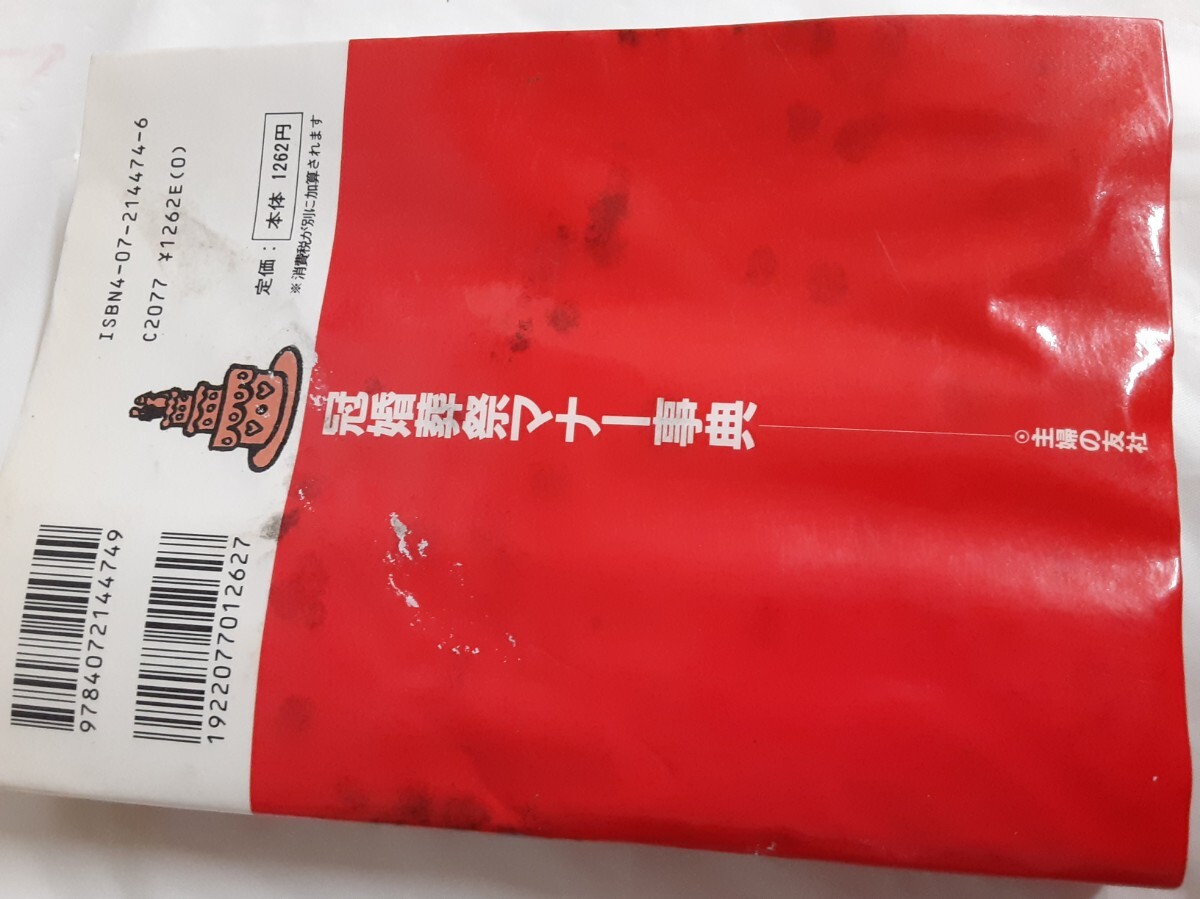 9784072144749
1922077012627
ISBN4-07-214474-6
C2077 ¥1262E(0)
定価：本体 1262円
※消費税が別に加算されます
冠婚葬祭マナー事典
主婦の友社